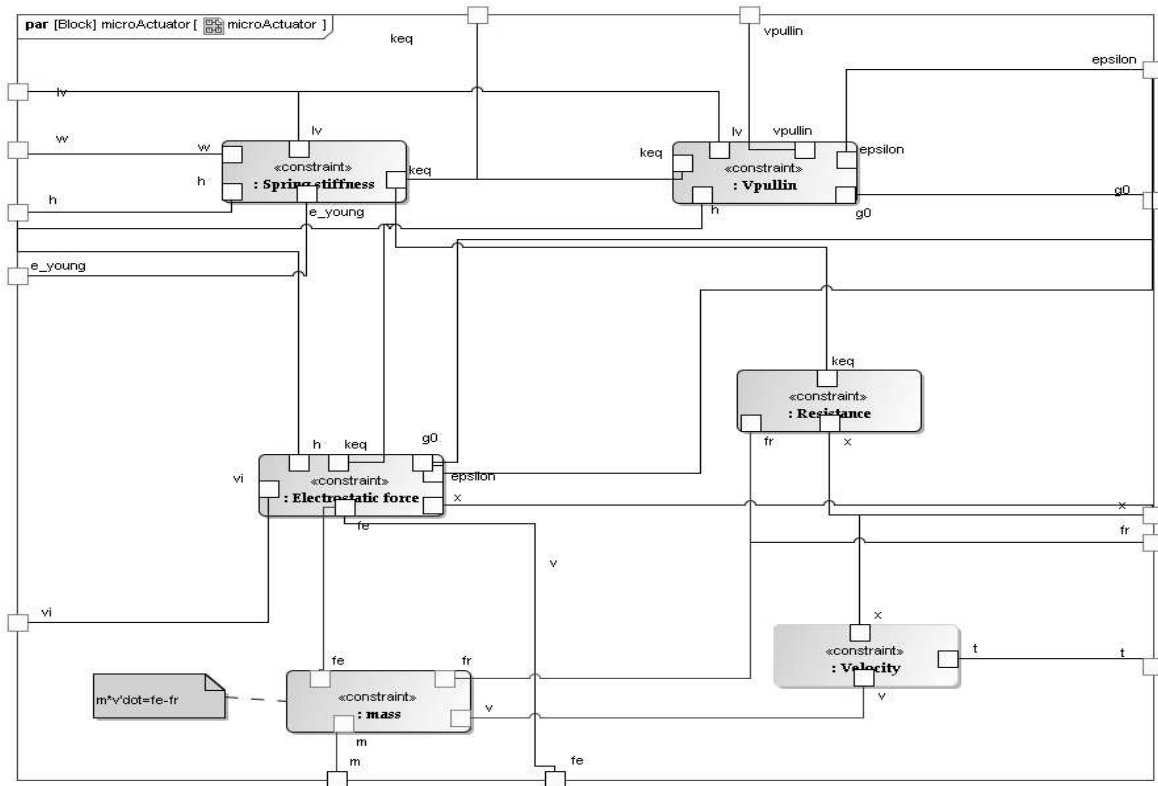 par [Block] microActuator [ microActuator ]
keq
vpullin
epsilon
lv
w
h
e_young
lv
w
«constraint»
: Spring stiffness
h
e_young
keq
lv
vpullin
keq
«constraint»
: Vpullin
epsilon
h
g0
g0
keq
«constraint»
: Resistance
fr
x
h
keq
g0
vi
«constraint»
: Electrostatic force
epsilon
x
fe
x
fr
v
vi
x
«constraint»
: Velocity
t
t
v
m*v'dot=fe-fr
fe
fr
«constraint»
: mass
v
m
m
fe